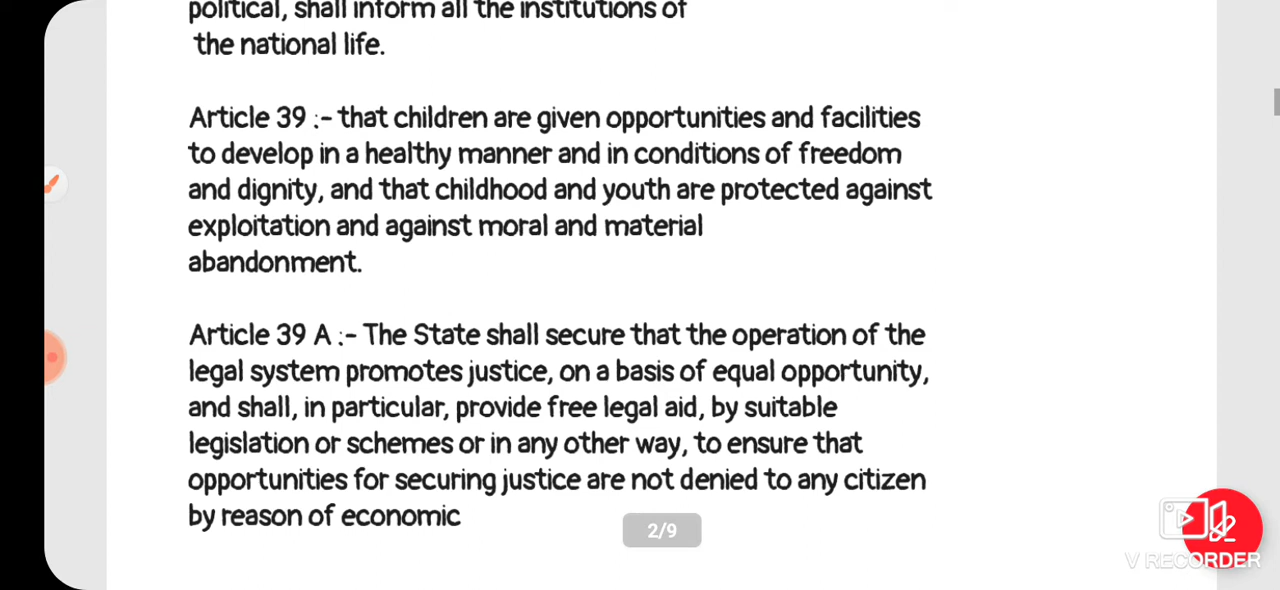 political, shall inform all the institutions of
the national life.
Article 39 :- that children are given opportunities and facilities
to develop in a healthy manner and in conditions of freedom
and dignity, and that childhood and youth are protected against
exploitation and against moral and material
abandonment.
Article 39 A :- The State shall secure that the operation of the
legal system promotes justice, on a basis of equal opportunity,
and shall, in particular, provide free legal aid, by suitable
legislation or schemes or in any other way, to ensure that
opportunities for securing justice are not denied to any citizen
by reason of economic
2/9
V RECORDER